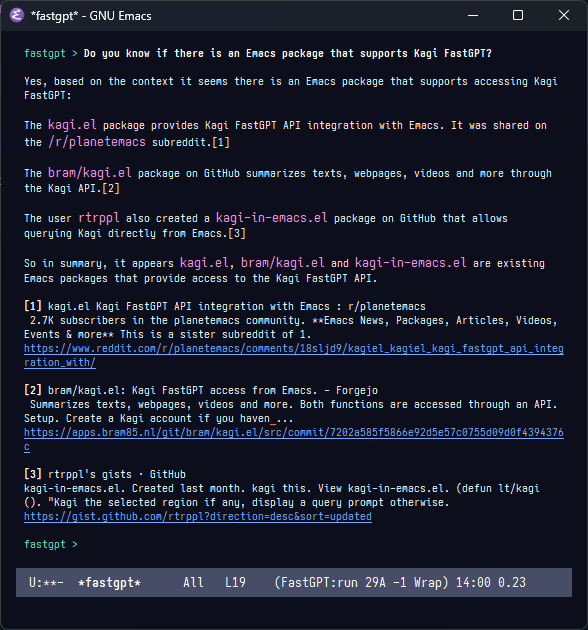 *fastgpt* - GNU Emacs
fastgpt > Do you know if there is an Emacs package that supports Kagi FastGPT?
Yes, based on the context it seems there is an Emacs package that supports accessing Kagi
FastGPT:
The kagi.el package provides Kagi FastGPT API integration with Emacs. It was shared on
the /r/planetemacs subreddit.[1]
The bram/kagi.el package on GitHub summarizes texts, webpages, videos and more through
the Kagi API.[2]
The user rtrppl also created a kagi-in-emacs.el package on GitHub that allows
querying Kagi directly from Emacs.[3]
So in summary, it appears kagi.el, bram/kagi.el and kagi-in-emacs.el are existing
Emacs packages that provide access to the Kagi FastGPT API.
[1] kagi.el Kagi FastGPT API integration with Emacs : r/planetemacs
2.7K subscribers in the planetemacs community. **Emacs News, Packages, Articles, Videos,
Events & more** This is a sister subreddit of 1.
https://www.reddit.com/r/planetemacs/comments/18sljd9/kagiel_kagiel_kagi_fastgpt_api_integ
ration_with/
[2] bram/kagi.el: Kagi FastGPT access from Emacs. - Forgejo
Summarizes texts, webpages, videos and more. Both functions are accessed through an API.
Setup. Create a Kagi account if you haven_...
https://apps.bram85.nl/git/bram/kagi.el/src/commit/7202a585f5866e92d5e57c0755d09d0f4394376
c
[3] rtrppl's gists · GitHub
kagi-in-emacs.el. Created last month. kagi this. View kagi-in-emacs.el. (defun lt/kagi
(). "Kagi the selected region if any, display a query prompt otherwise.
https://gist.github.com/rtrppl?direction=desc&sort=updated
fastgpt >
U:**- *fastgpt* All L19 (FastGPT:run 29A -1 Wrap) 14:00 0.23